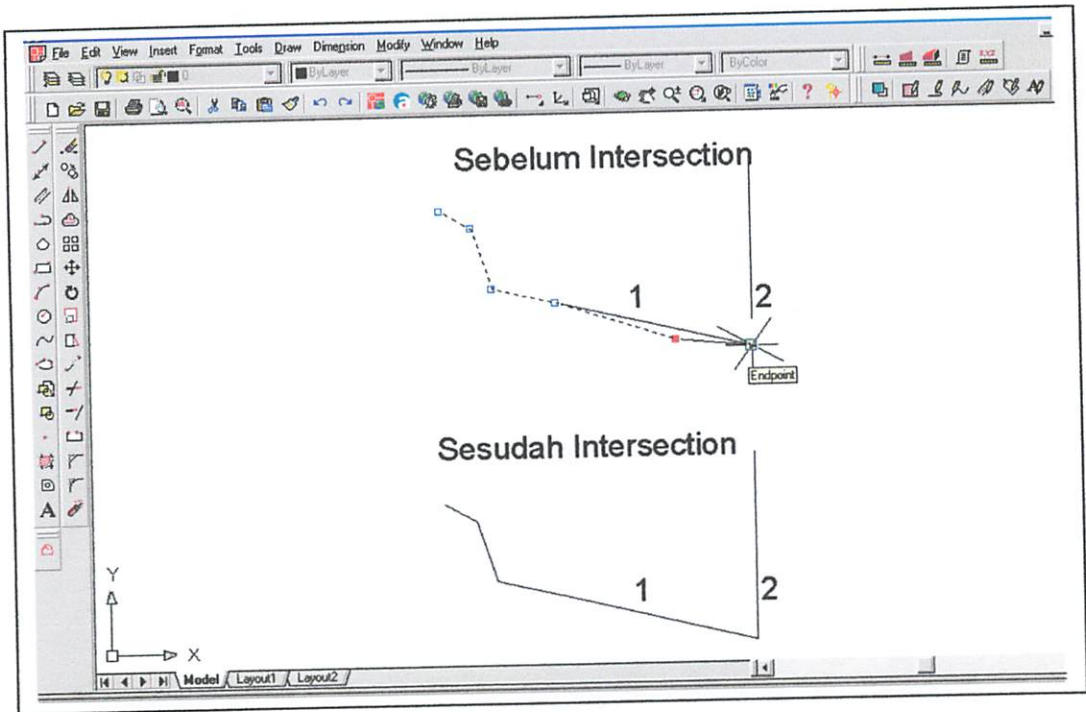 File Edit View Insert Format Tools Draw Dimension Modify Window Help
0 ByLayer ByLayer ByLayer ByColor
Sebelum Intersection
1 2
Endpoint
Sesudah Intersection
1 2
Y
X
A
Model Layout1 Layout2